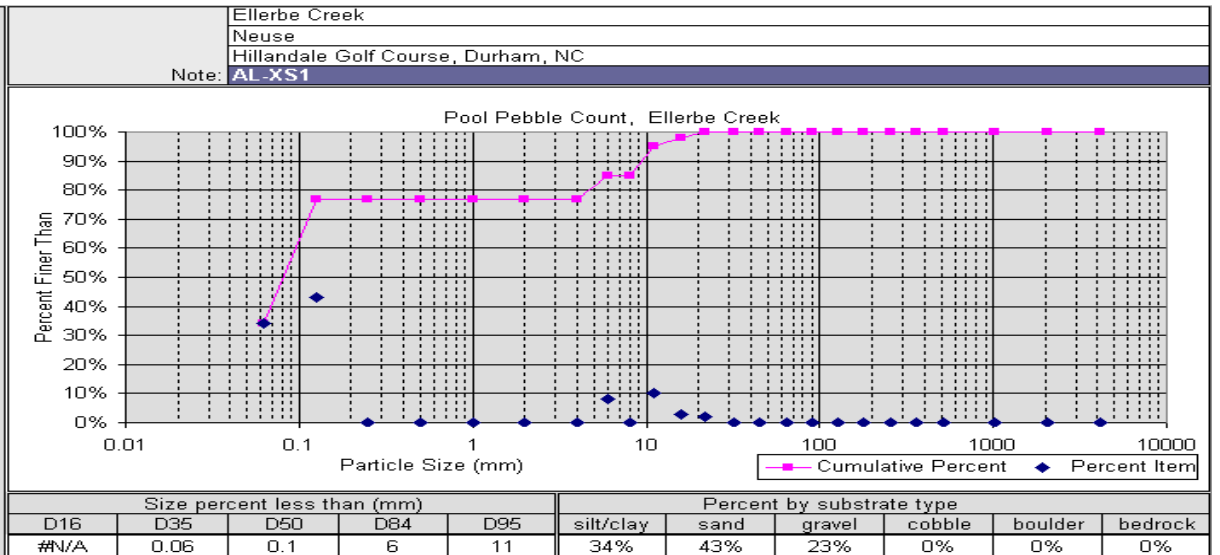 Ellerbe Creek
Neuse
Hillandale Golf Course, Durham, NC
Note: AL-XS1
Pool Pebble Count, Ellerbe Creek
100%
90%
80%
70%
60%
50%
40%
30%
20%
10%
0%
Percent Finer Than
0.01 0.1 1 10 100 1000 10000
Particle Size (mm)
Cumulative Percent Percent Item
Size percent less than (mm) Percent by substrate type
D16 D35 D50 D84 D95 silt/clay sand gravel cobble boulder bedrock
#N/A 0.06 0.1 6 11 34% 43% 23% 0% 0% 0%